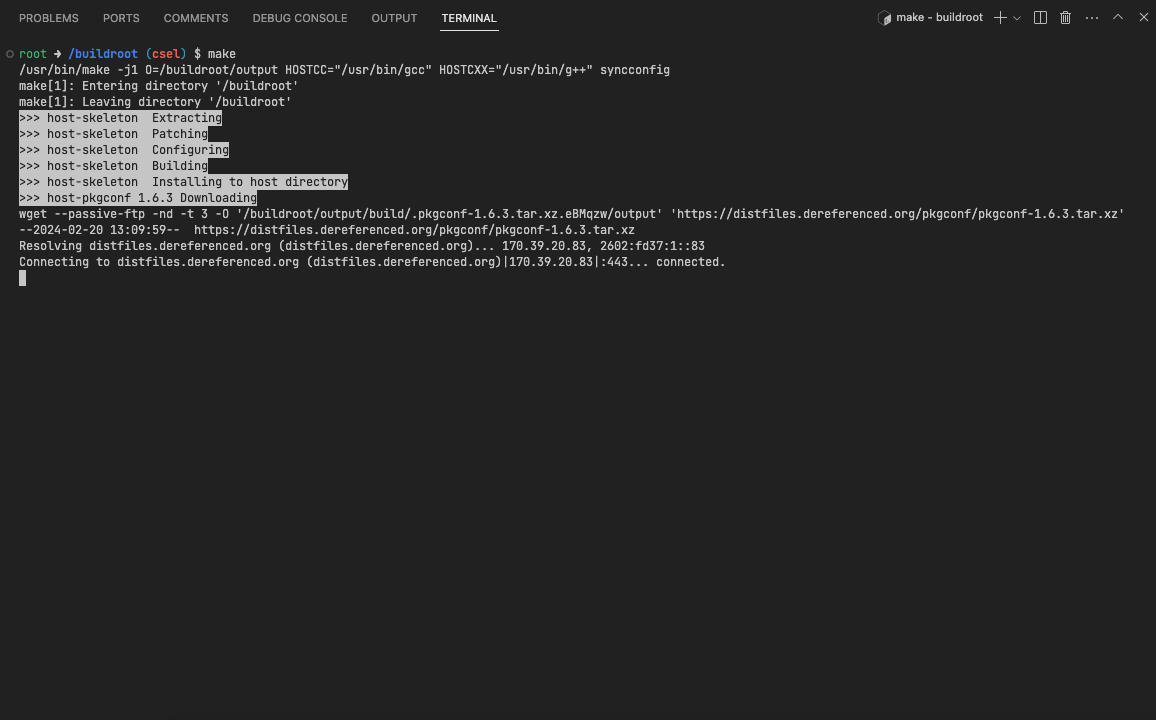 PROBLEMS PORTS COMMENTS DEBUG CONSOLE OUTPUT TERMINAL make - buildroot
root ➜ /buildroot (csel) $ make
/usr/bin/make -j1 O=/buildroot/output HOSTCC="/usr/bin/gcc" HOSTCXX="/usr/bin/g++" syncconfig
make[1]: Entering directory '/buildroot'
make[1]: Leaving directory '/buildroot'
>>> host-skeleton  Extracting
>>> host-skeleton  Patching
>>> host-skeleton  Configuring
>>> host-skeleton  Building
>>> host-skeleton  Installing to host directory
>>> host-pkgconf 1.6.3 Downloading
wget --passive-ftp -nd -t 3 -O '/buildroot/output/build/.pkgconf-1.6.3.tar.xz.eBMqzw/output' 'https://distfiles.dereferenced.org/pkgconf/pkgconf-1.6.3.tar.xz'
--2024-02-20 13:09:59--  https://distfiles.dereferenced.org/pkgconf/pkgconf-1.6.3.tar.xz
Resolving distfiles.dereferenced.org (distfiles.dereferenced.org)... 170.39.20.83, 2602:fd37:1::83
Connecting to distfiles.dereferenced.org (distfiles.dereferenced.org)|170.39.20.83|:443... connected.